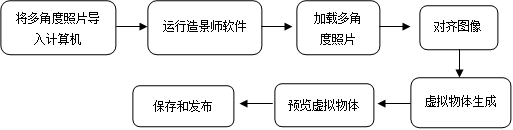 将多角度照片导
入计算机
运行造景师软件
加载多角
度照片
对齐图像
虚拟物体生成
预览虚拟物体
保存和发布